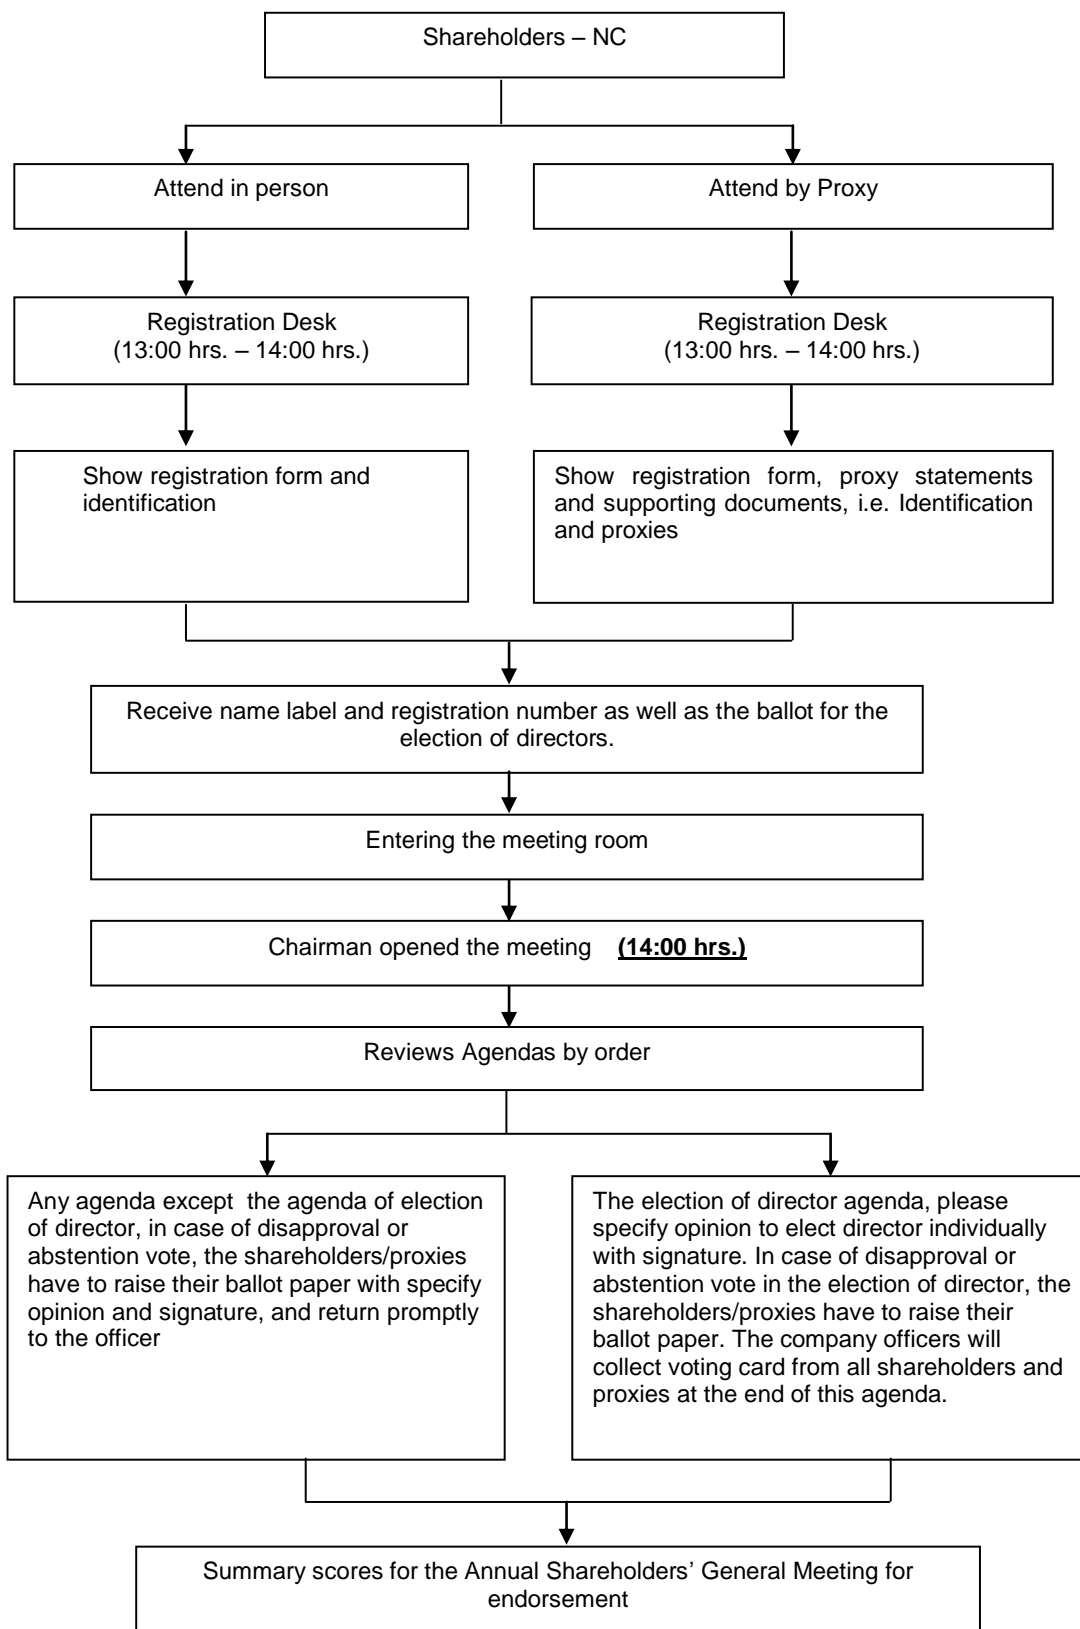 Shareholders – NC
Attend in person
Attend by Proxy
Registration Desk
(13:00 hrs. – 14:00 hrs.)
Registration Desk
(13:00 hrs. – 14:00 hrs.)
Show registration form and
identification
Show registration form, proxy statements
and supporting documents, i.e. Identification
and proxies
Receive name label and registration number as well as the ballot for the
election of directors.
Entering the meeting room
Chairman opened the meeting (14:00 hrs.)
Reviews Agendas by order
Any agenda except the agenda of election
of director, in case of disapproval or
abstention vote, the shareholders/proxies
have to raise their ballot paper with specify
opinion and signature, and return promptly
to the officer
The election of director agenda, please
specify opinion to elect director individually
with signature. In case of disapproval or
abstention vote in the election of director, the
shareholders/proxies have to raise their
ballot paper. The company officers will
collect voting card from all shareholders and
proxies at the end of this agenda.
Summary scores for the Annual Shareholders’ General Meeting for
endorsement